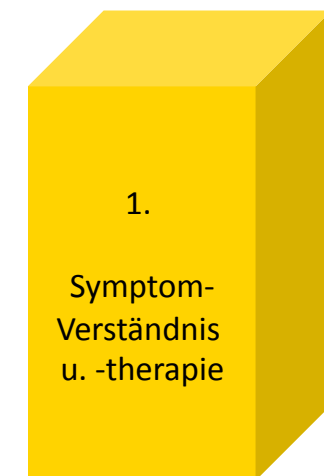 1.
Symptom-
Verständnis
u. -therapie